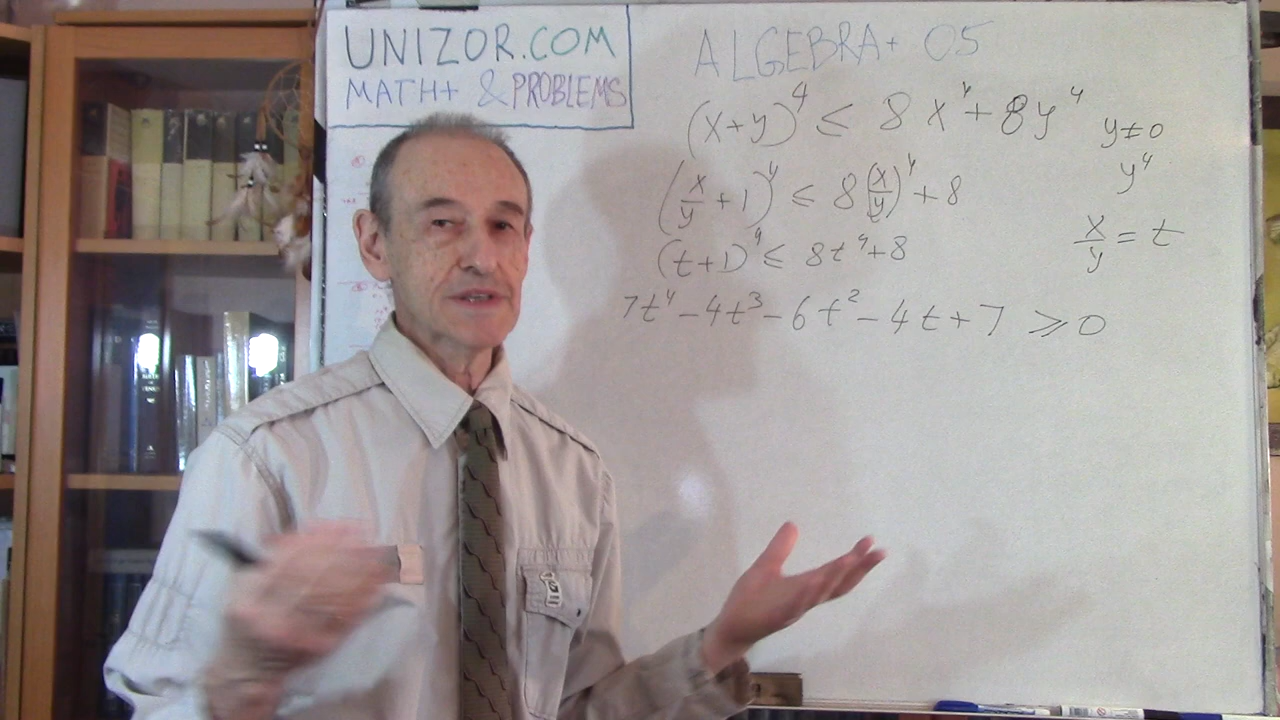 UNIZOR.COM
MATH+ & PROBLEMS
ALGEBRA+ 05
(x+y)⁴ ≤ 8x⁴+8y⁴
y≠0
y⁴
(x/y + 1)⁴ ≤ 8(x/y)⁴+8
x/y = t
(t+1)⁴ ≤ 8t⁴+8
7t⁴-4t³-6t²-4t+7 ≥ 0